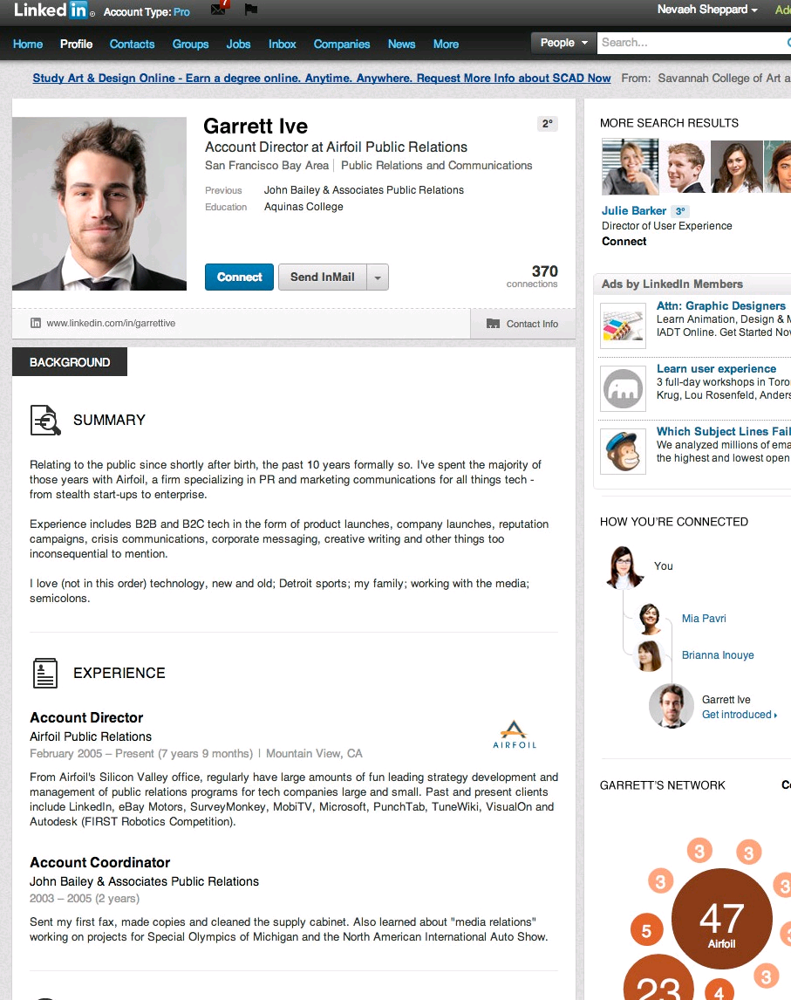 Linked in Account Type: Pro 7 Nevaeh Sheppard
Home Profile Contacts Groups Jobs Inbox Companies News More People Search...
Study Art & Design Online - Earn a degree online. Anytime. Anywhere. Request More Info about SCAD Now From: Savannah College of Art a
Garrett Ive
2°
Account Director at Airfoil Public Relations
San Francisco Bay Area | Public Relations and Communications
Previous John Bailey & Associates Public Relations
Education Aquinas College
Connect Send InMail
370
connections
www.linkedin.com/in/garrettive
Contact Info
BACKGROUND
SUMMARY
Relating to the public since shortly after birth, the past 10 years formally so. I've spent the majority of
those years with Airfoil, a firm specializing in PR and marketing communications for all things tech -
from stealth start-ups to enterprise.
Experience includes B2B and B2C tech in the form of product launches, company launches, reputation
campaigns, crisis communications, corporate messaging, creative writing and other things too
inconsequential to mention.
I love (not in this order) technology, new and old; Detroit sports; my family; working with the media;
semicolons.
EXPERIENCE
Account Director
Airfoil Public Relations
February 2005 – Present (7 years 9 months) | Mountain View, CA
AIRFOIL
From Airfoil's Silicon Valley office, regularly have large amounts of fun leading strategy development and
management of public relations programs for tech companies large and small. Past and present clients
include LinkedIn, eBay Motors, SurveyMonkey, MobiTV, Microsoft, PunchTab, TuneWiki, VisualOn and
Autodesk (FIRST Robotics Competition).
Account Coordinator
John Bailey & Associates Public Relations
2003 – 2005 (2 years)
Sent my first fax, made copies and cleaned the supply cabinet. Also learned about "media relations"
working on projects for Special Olympics of Michigan and the North American International Auto Show.
MORE SEARCH RESULTS
Julie Barker 3°
Director of User Experience
Connect
Ads by LinkedIn Members
Attn: Graphic Designers
Learn Animation, Design & M
IADT Online. Get Started Nov
Learn user experience
3 full-day workshops in Toro
Krug, Lou Rosenfeld, Anders
Which Subject Lines Fail
We analyzed millions of ema
the highest and lowest open
HOW YOU'RE CONNECTED
You
Mia Pavri
Brianna Inouye
Garrett Ive
Get introduced
GARRETT'S NETWORK
3
3
3
3
47
Airfoil
5
3
3
23
4